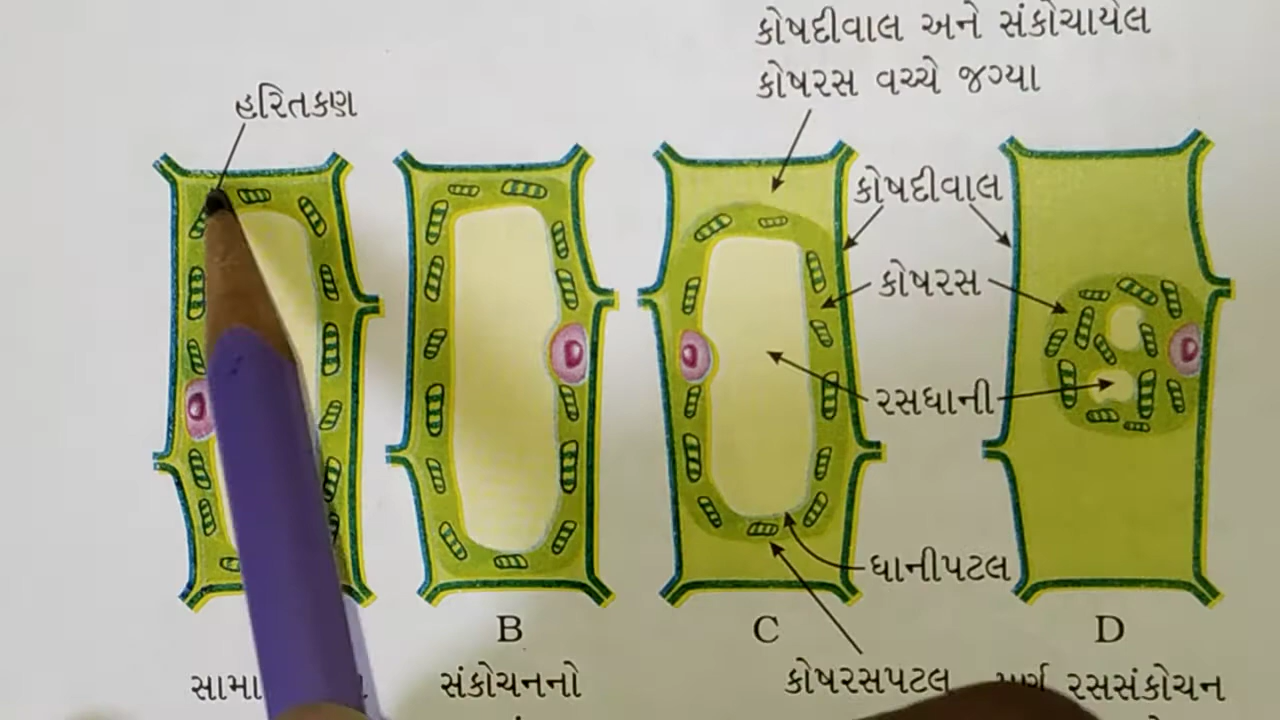 કોષદીવાલ અને સંકોચાયેલ
કોષરસ વચ્ચે જગ્યા
હરિતકણ
કોષદીવાલ
કોષરસ
રસધાની
ધાનીપટલ
B
C
D
સંકોચનનો
કોષરસપટલ
રસસંકોચન